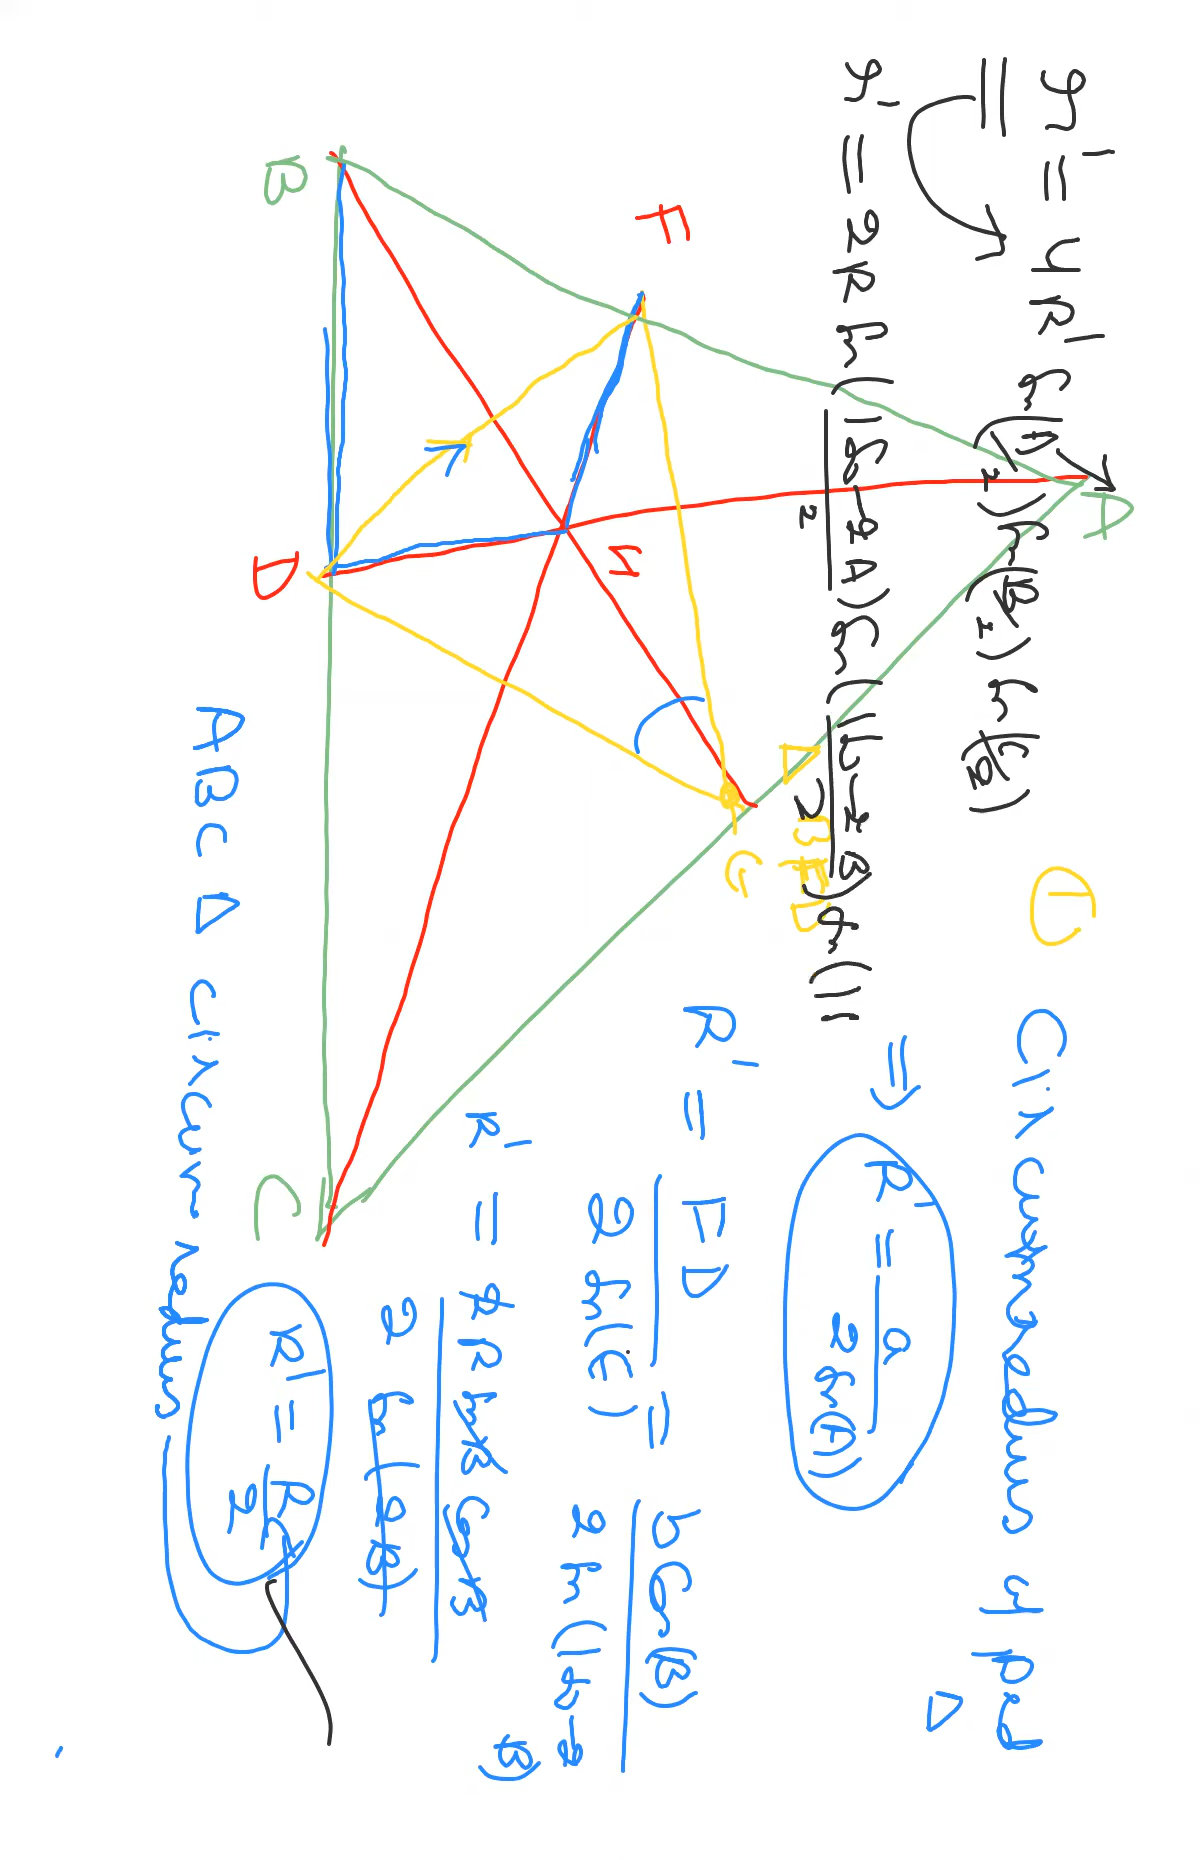 r' = 4R' sin(A/2) sin(B/2) sin(C/2)
r' = 2R sin(180-2A)/2 sin(180-2B)/2 sin(1
A
F
B
H
D
E
C
Δ
①
Circumradius of ped Δ
⇒ R' = a / 2 sin(A)
R' = FD / 2 sin(E) = b Cos(B) / 2 sin(180-2B)
R' = 2R sin B Cos B / 2 sin(2B)
ABC Δ circum radius
R' = R/2